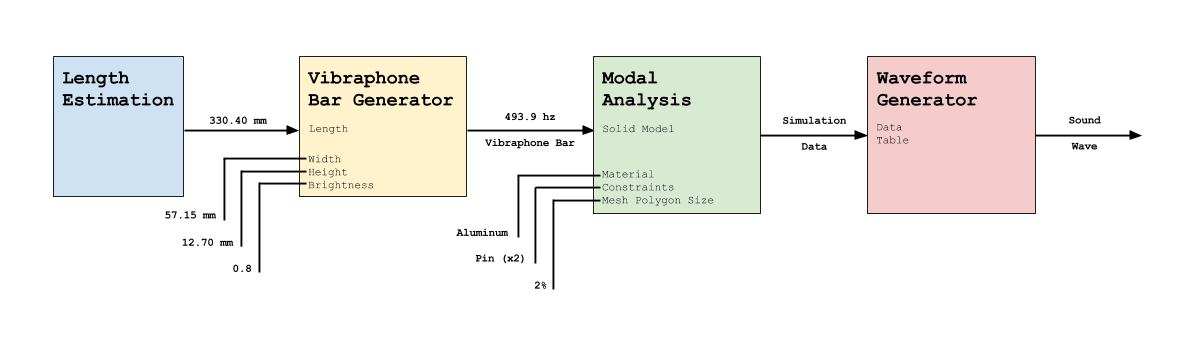 Length
Estimation
330.40 mm
Vibraphone
Bar Generator
Length
Width
Height
Brightness
57.15 mm
12.70 mm
0.8
493.9 hz
Vibraphone Bar
Modal
Analysis
Solid Model
Material
Constraints
Mesh Polygon Size
Aluminum
Pin (x2)
2%
Simulation
Data
Waveform
Generator
Data
Table
Sound
Wave